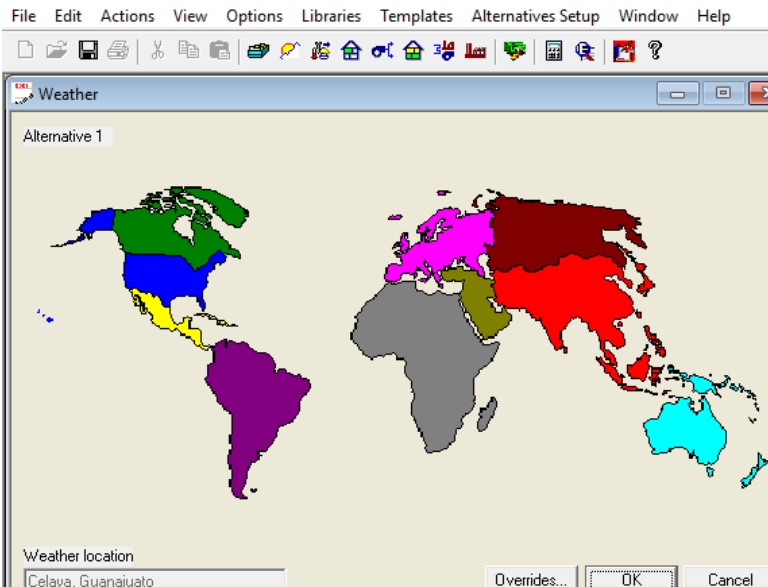 File Edit Actions View Options Libraries Templates Alternatives Setup Window Help
Weather
Alternative 1
Weather location
Celaya, Guanajuato
Overrides... OK Cancel